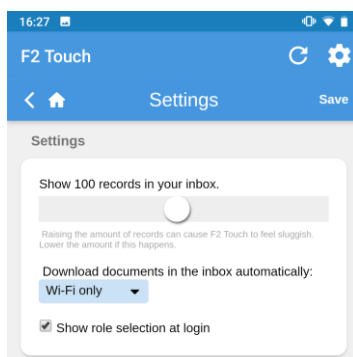 16:27
F2 Touch
Settings
Save
Settings
Show 100 records in your inbox.
Raising the amount of records can cause F2 Touch to feel sluggish.
Lower the amount if this happens.
Download documents in the inbox automatically:
Wi-Fi only
Show role selection at login